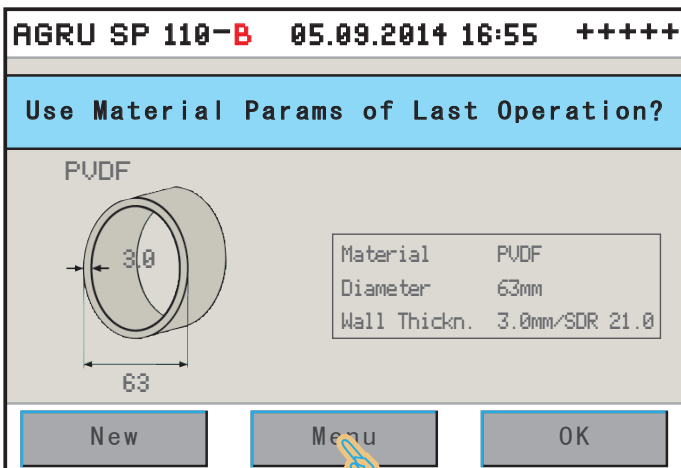 AGRU SP 110-B 05.09.2014 16:55 +++++
Use Material Params of Last Operation?
PVDF
3.0
Material PVDF
Diameter 63mm
Wall Thickn. 3.0mm/SDR 21.0
63
New Menu OK